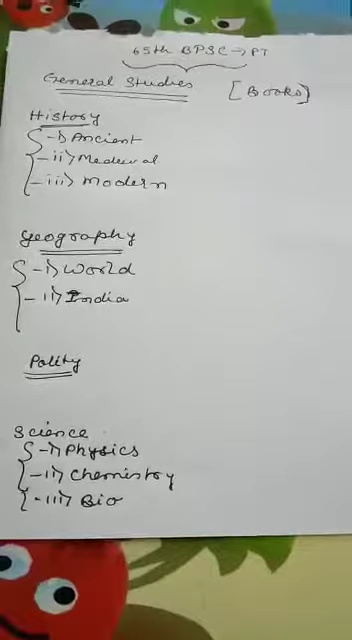 65th BPSC → PT
General Studies [Books]
History
- i) Ancient
- ii) Medieval
- iii) Modern
Geography
- i) World
- ii) India
Polity
Science
- i) Physics
- ii) Chemistry
- iii) Bio